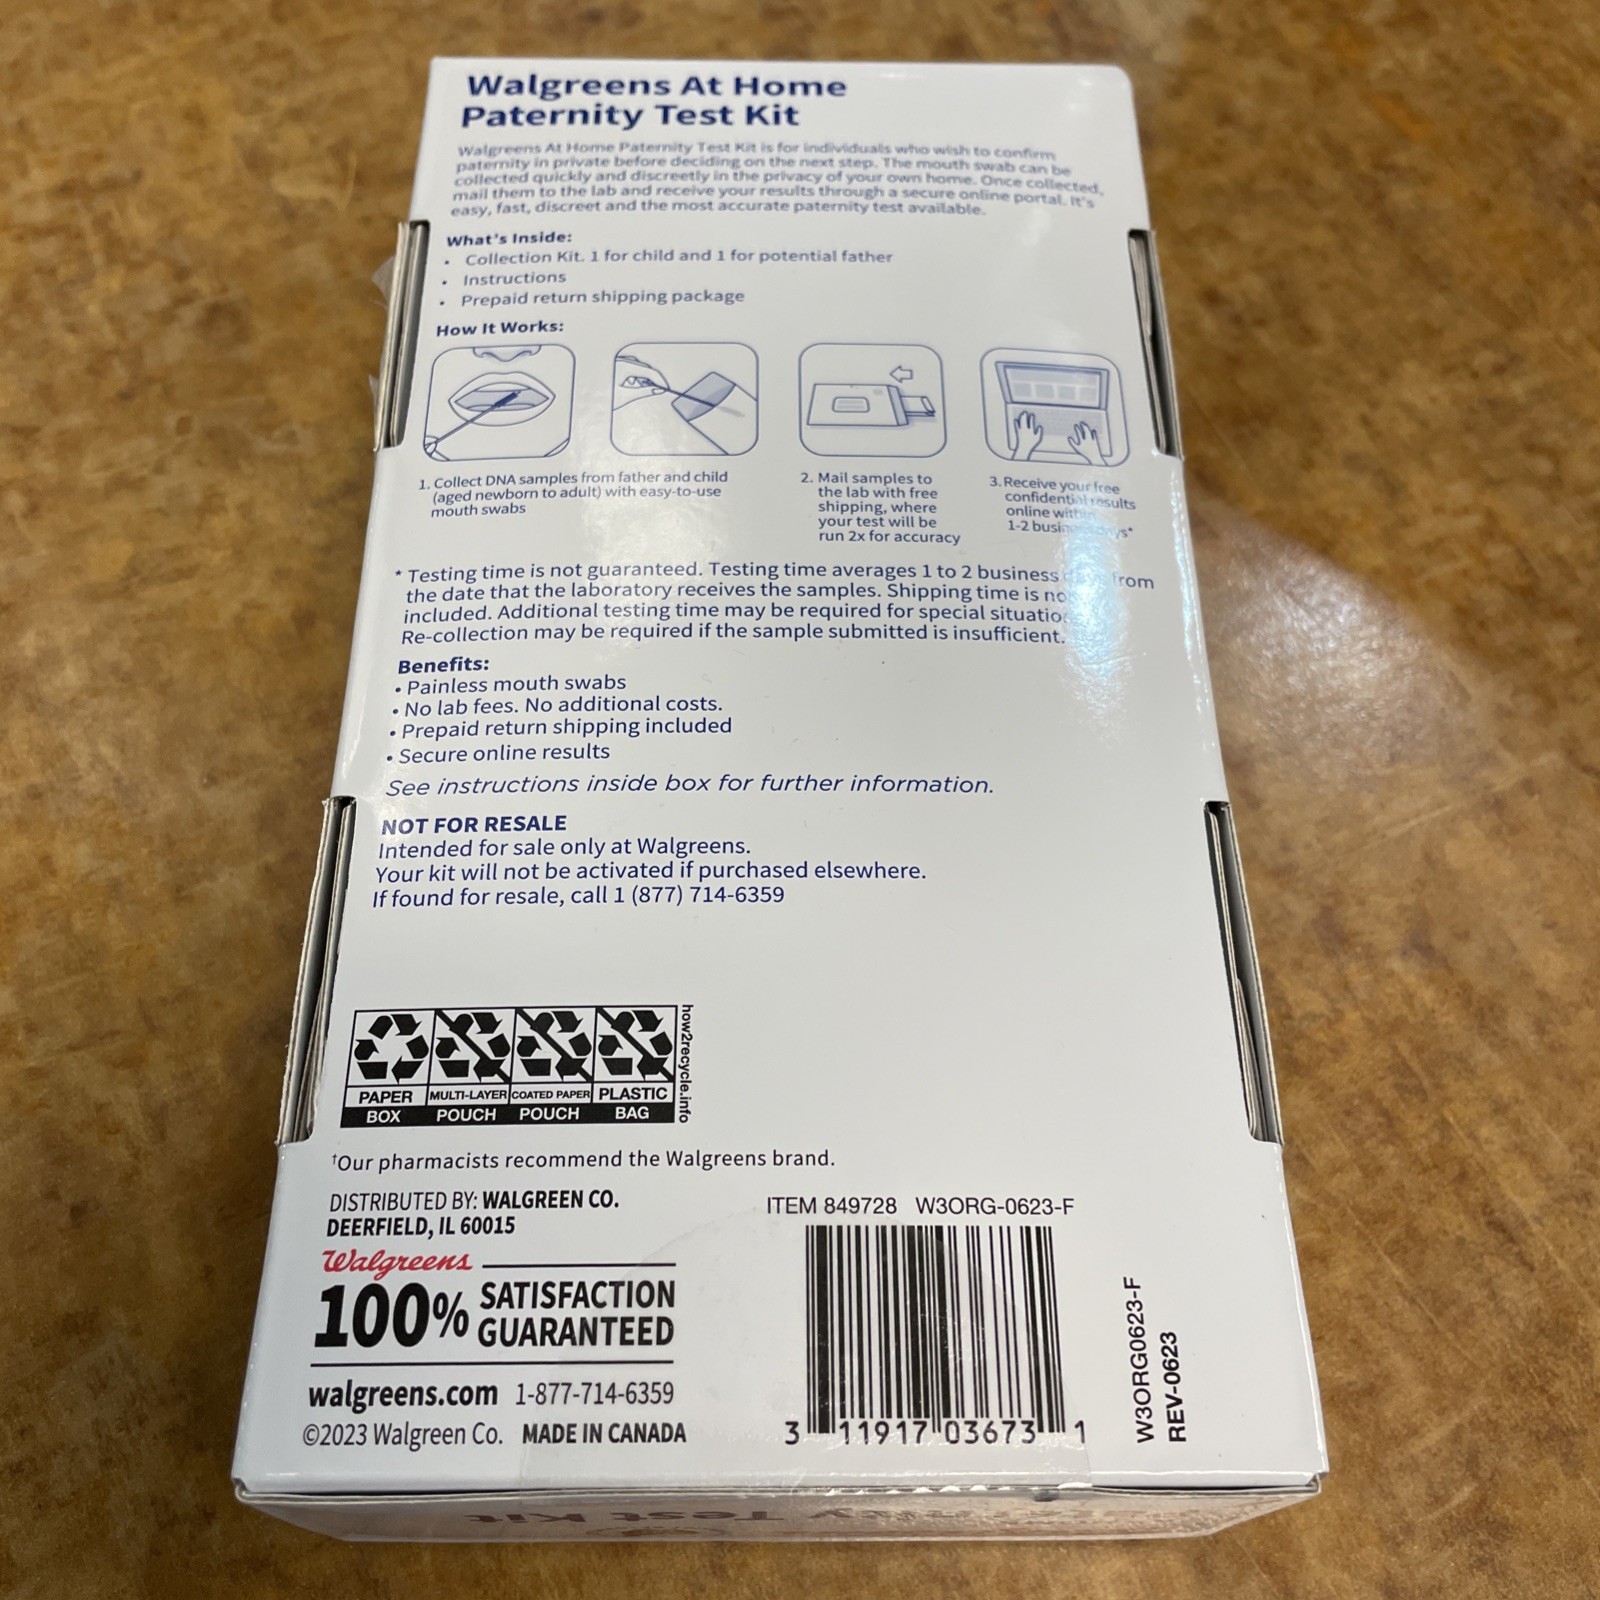 Walgreens At Home
Paternity Test Kit
Walgreens At Home Paternity Test Kit is for individuals who wish to confirm
paternity in private before deciding on the next step. The mouth swab can be
collected quickly and discreetly in the privacy of your own home. Once collected,
mail them to the lab and receive your results through a secure online portal. It's
easy, fast, discreet and the most accurate paternity test available.
What's Inside:
• Collection Kit. 1 for child and 1 for potential father
• Instructions
• Prepaid return shipping package
How It Works:
1. Collect DNA samples from father and child
(aged newborn to adult) with easy-to-use
mouth swabs
2. Mail samples to
the lab with free
shipping, where
your test will be
run 2x for accuracy
3. Receive your free
confidential results
online within
1-2 business days*
* Testing time is not guaranteed. Testing time averages 1 to 2 business days from
the date that the laboratory receives the samples. Shipping time is not
included. Additional testing time may be required for special situations.
Re-collection may be required if the sample submitted is insufficient.
Benefits:
• Painless mouth swabs
• No lab fees. No additional costs.
• Prepaid return shipping included
• Secure online results
See instructions inside box for further information.
NOT FOR RESALE
Intended for sale only at Walgreens.
Your kit will not be activated if purchased elsewhere.
If found for resale, call 1 (877) 714-6359
how2recycle.info
PAPER MULTI-LAYER COATED PAPER PLASTIC
BOX POUCH POUCH BAG
†Our pharmacists recommend the Walgreens brand.
DISTRIBUTED BY: WALGREEN CO.
DEERFIELD, IL 60015
Walgreens
100% SATISFACTION
GUARANTEED
walgreens.com 1-877-714-6359
©2023 Walgreen Co. MADE IN CANADA
ITEM 849728 W3ORG-0623-F
3 11917 03673 1
W3ORG0623-F
REV-0623
Test Kit